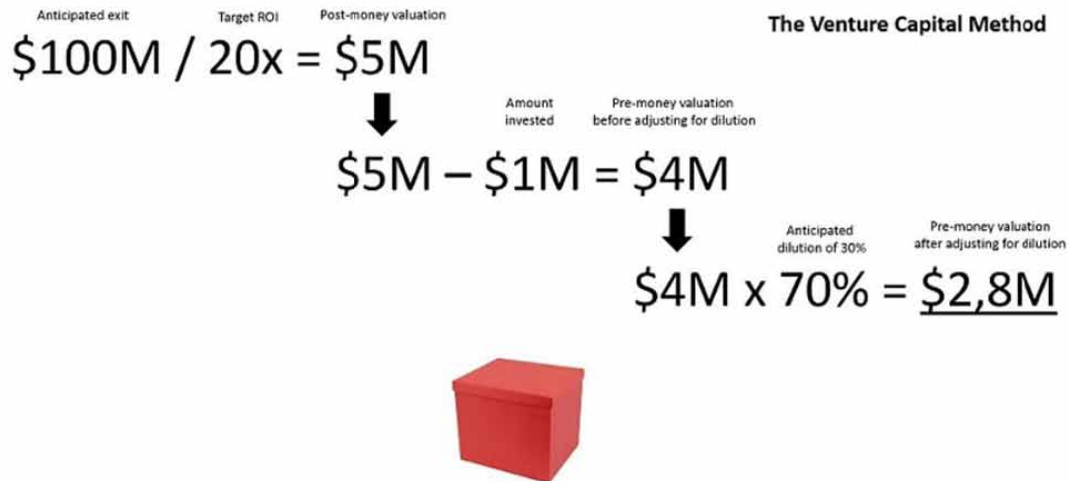 The Venture Capital Method
Anticipated exit
Target ROI
Post-money valuation
$100M / 20x = $5M
Amount
invested
Pre-money valuation
before adjusting for dilution
$5M – $1M = $4M
Anticipated
dilution of 30%
Pre-money valuation
after adjusting for dilution
$4M x 70% = $2,8M